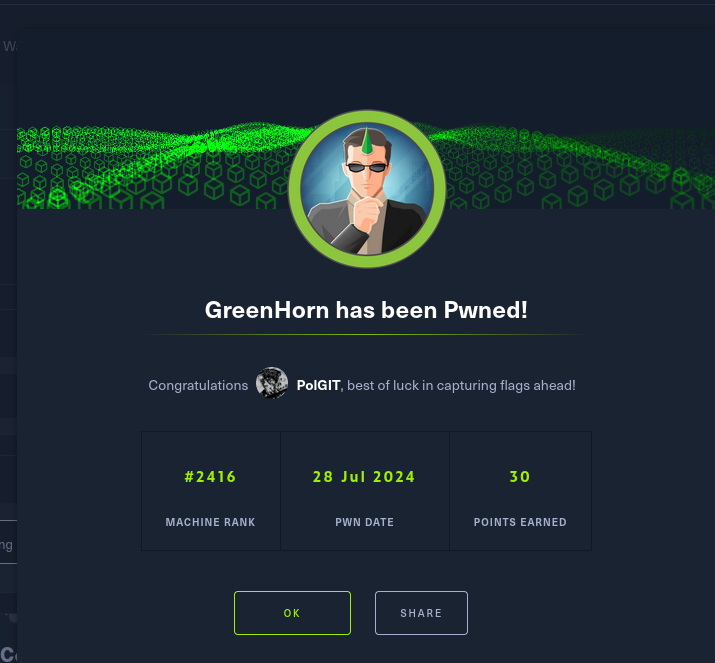 GreenHorn has been Pwned!
Congratulations PolGIT, best of luck in capturing flags ahead!
#2416 28 Jul 2024 30
MACHINE RANK PWN DATE POINTS EARNED
OK SHARE